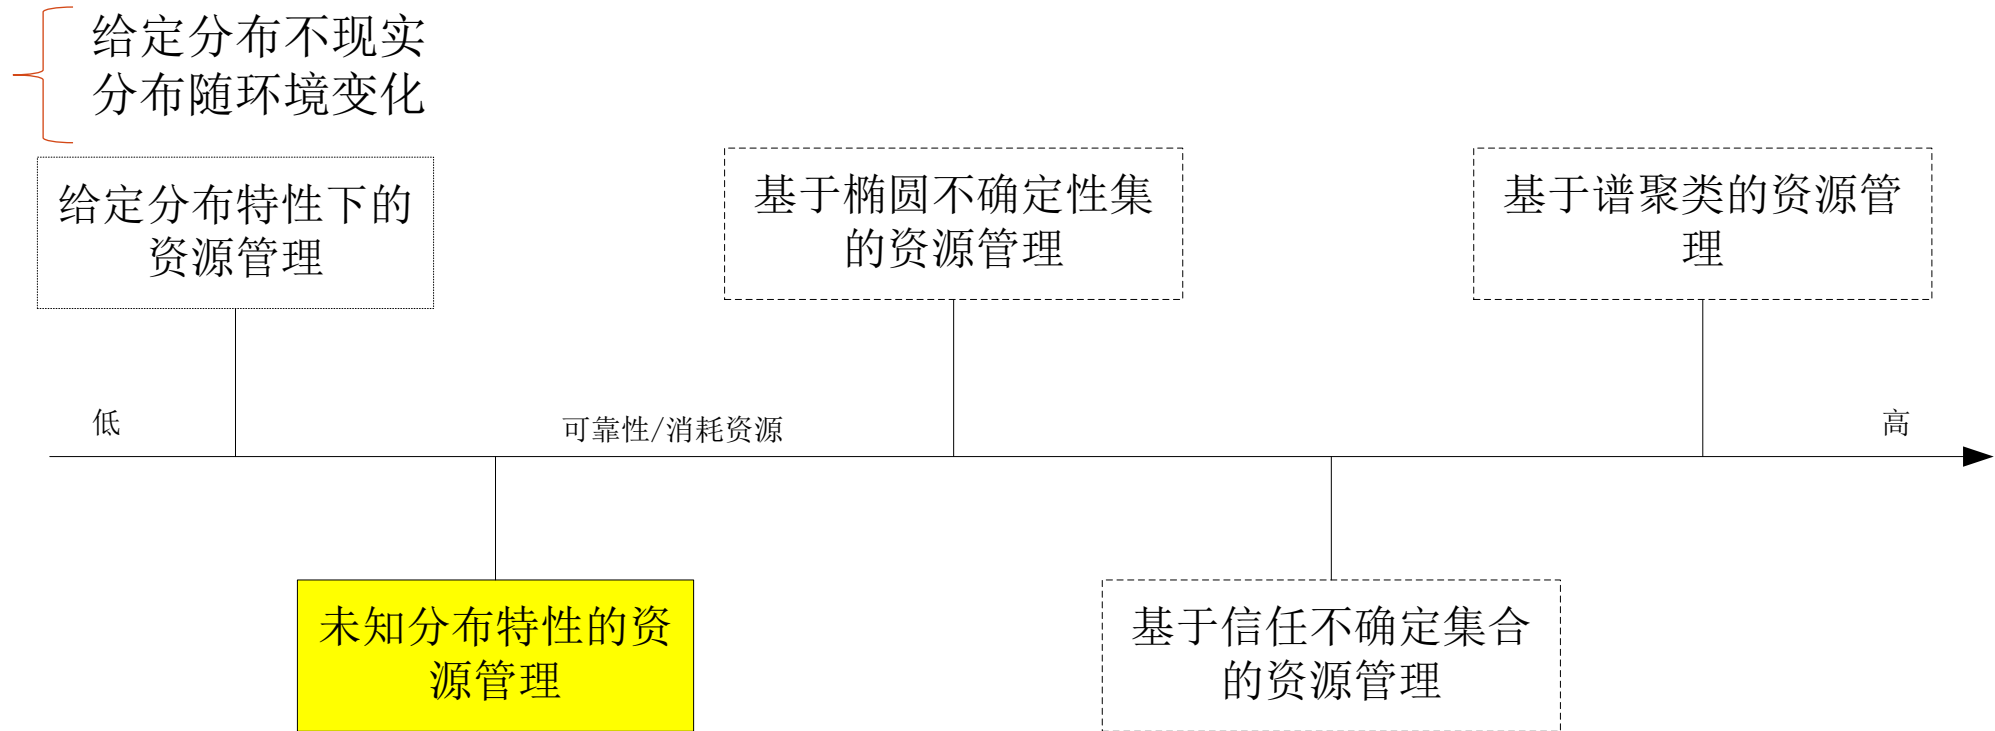 给定分布不现实
分布随环境变化
给定分布特性下的
资源管理
基于椭圆不确定性集
的资源管理
基于谱聚类的资源管
理
低
可靠性/消耗资源
高
未知分布特性的资
源管理
基于信任不确定集合
的资源管理